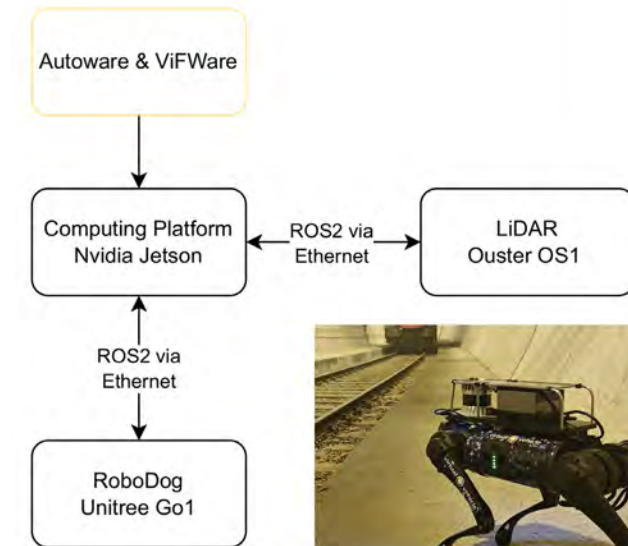 Autoware & ViFWare
Computing Platform
Nvidia Jetson
ROS2 via
Ethernet
LiDAR
Ouster OS1
ROS2 via
Ethernet
RoboDog
Unitree Go1